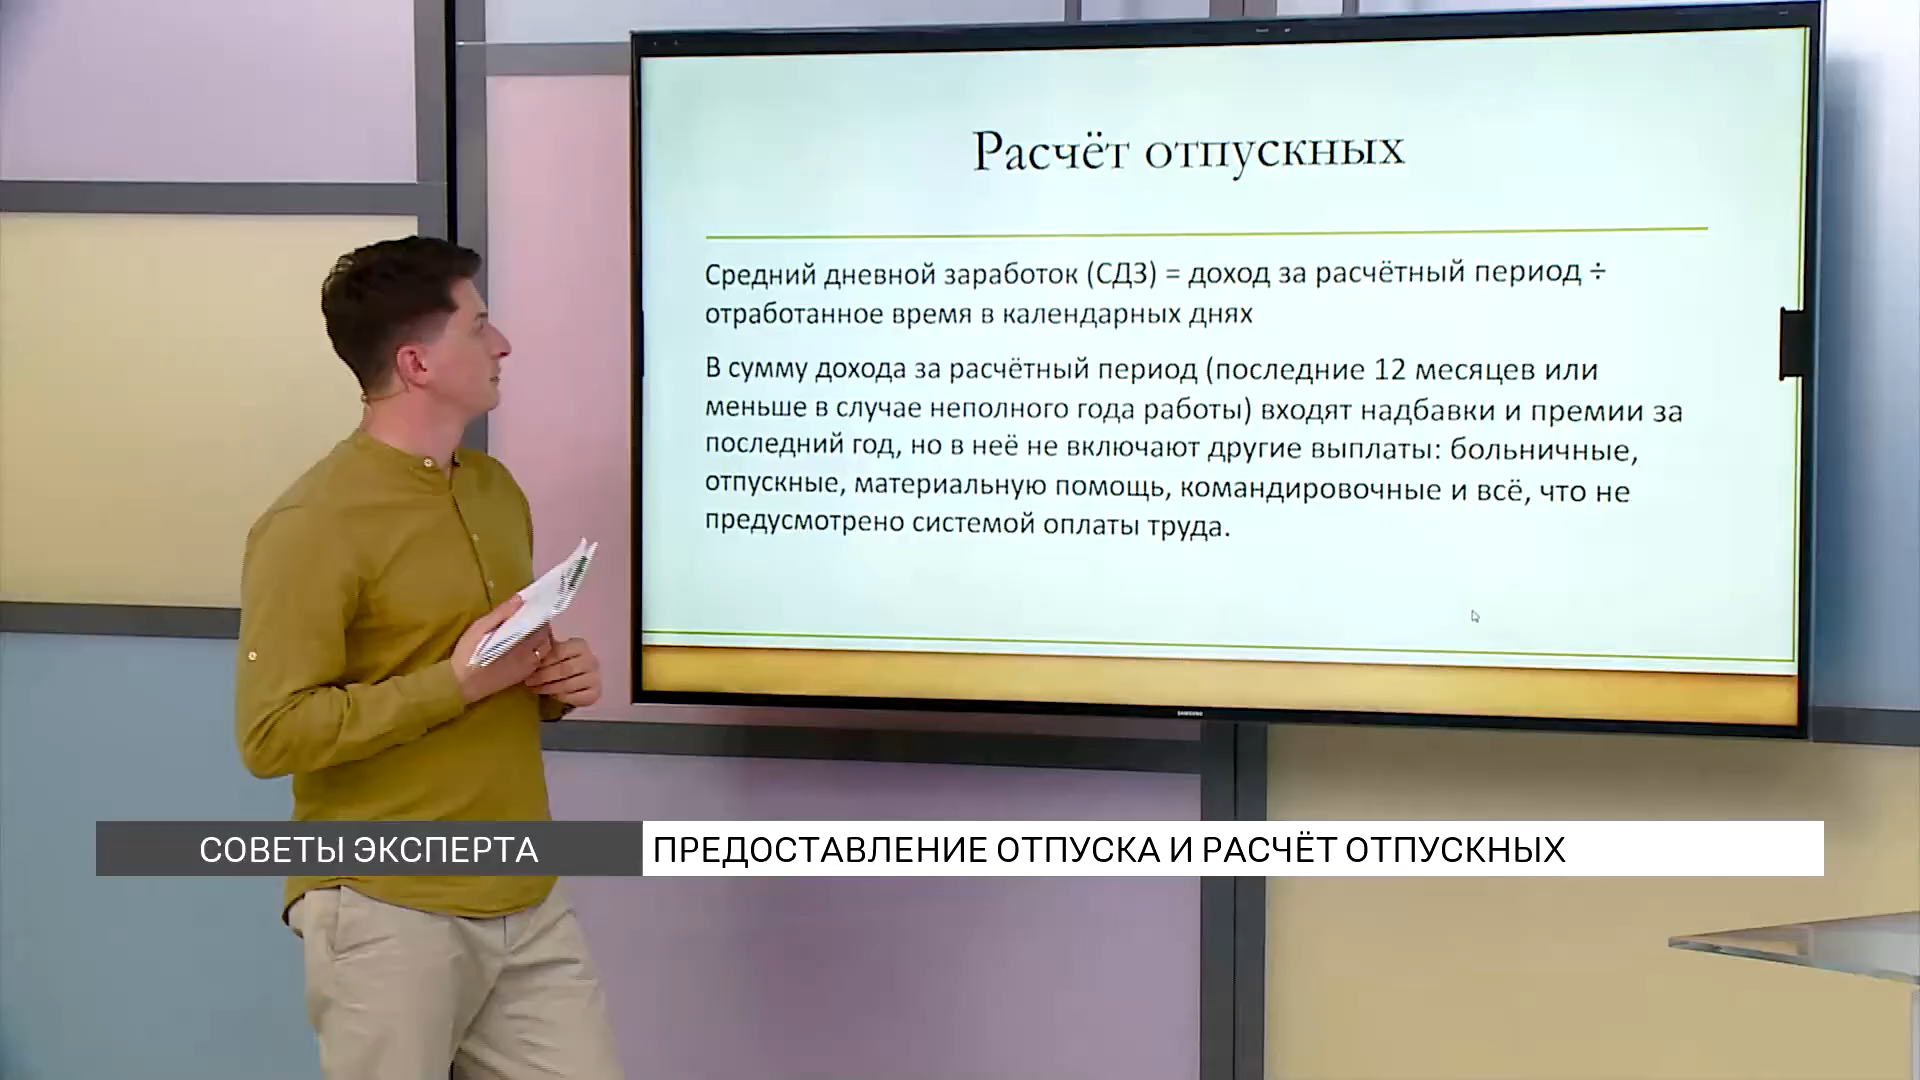 Расчёт отпускных
Средний дневной заработок (СДЗ) = доход за расчётный период ÷
отработанное время в календарных днях
В сумму дохода за расчётный период (последние 12 месяцев или
меньше в случае неполного года работы) входят надбавки и премии за
последний год, но в неё не включают другие выплаты: больничные,
отпускные, материальную помощь, командировочные и всё, что не
предусмотрено системой оплаты труда.
SAMSUNG
СОВЕТЫ ЭКСПЕРТА
ПРЕДОСТАВЛЕНИЕ ОТПУСКА И РАСЧЁТ ОТПУСКНЫХ